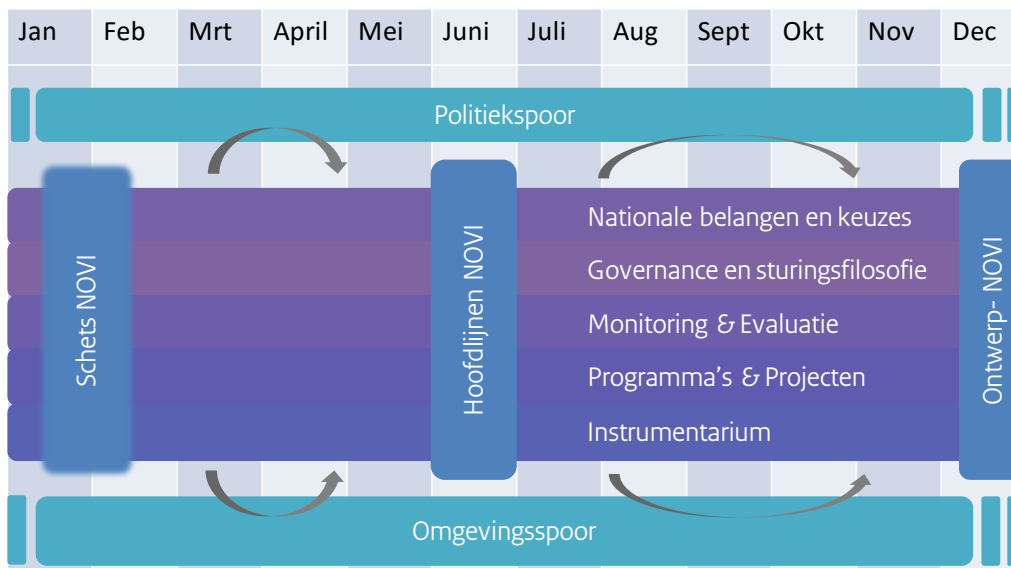 Jan Feb Mrt April Mei Juni Juli Aug Sept Okt Nov Dec
Politiekspoor
Schets NOVI
Hoofdlijnen NOVI
Nationale belangen en keuzes
Governance en sturingsfilosofie
Monitoring & Evaluatie
Programma's & Projecten
Instrumentarium
Ontwerp- NOVI
Omgevingsspoor